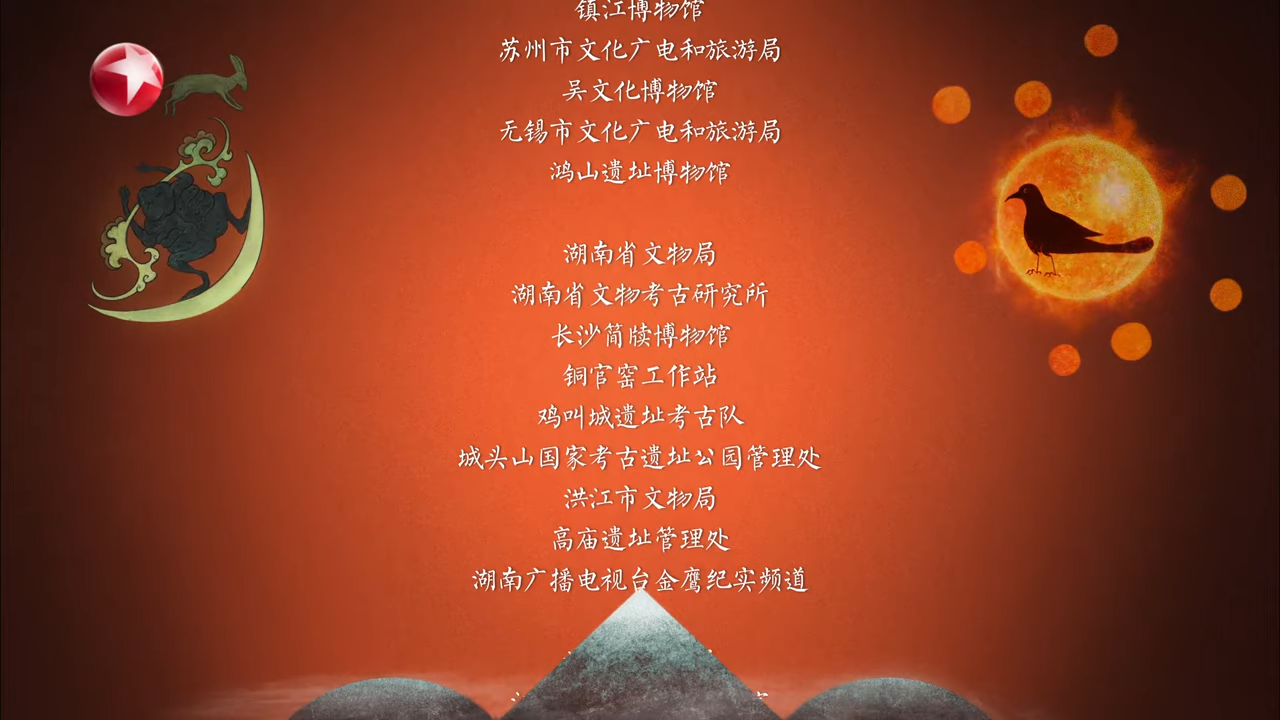 镇江博物馆
苏州市文化广电和旅游局
吴文化博物馆
无锡市文化广电和旅游局
鸿山遗址博物馆
湖南省文物局
湖南省文物考古研究所
长沙简牍博物馆
铜官窑工作站
鸡叫城遗址考古队
城头山国家考古遗址公园管理处
洪江市文物局
高庙遗址管理处
湖南广播电视台金鹰纪实频道